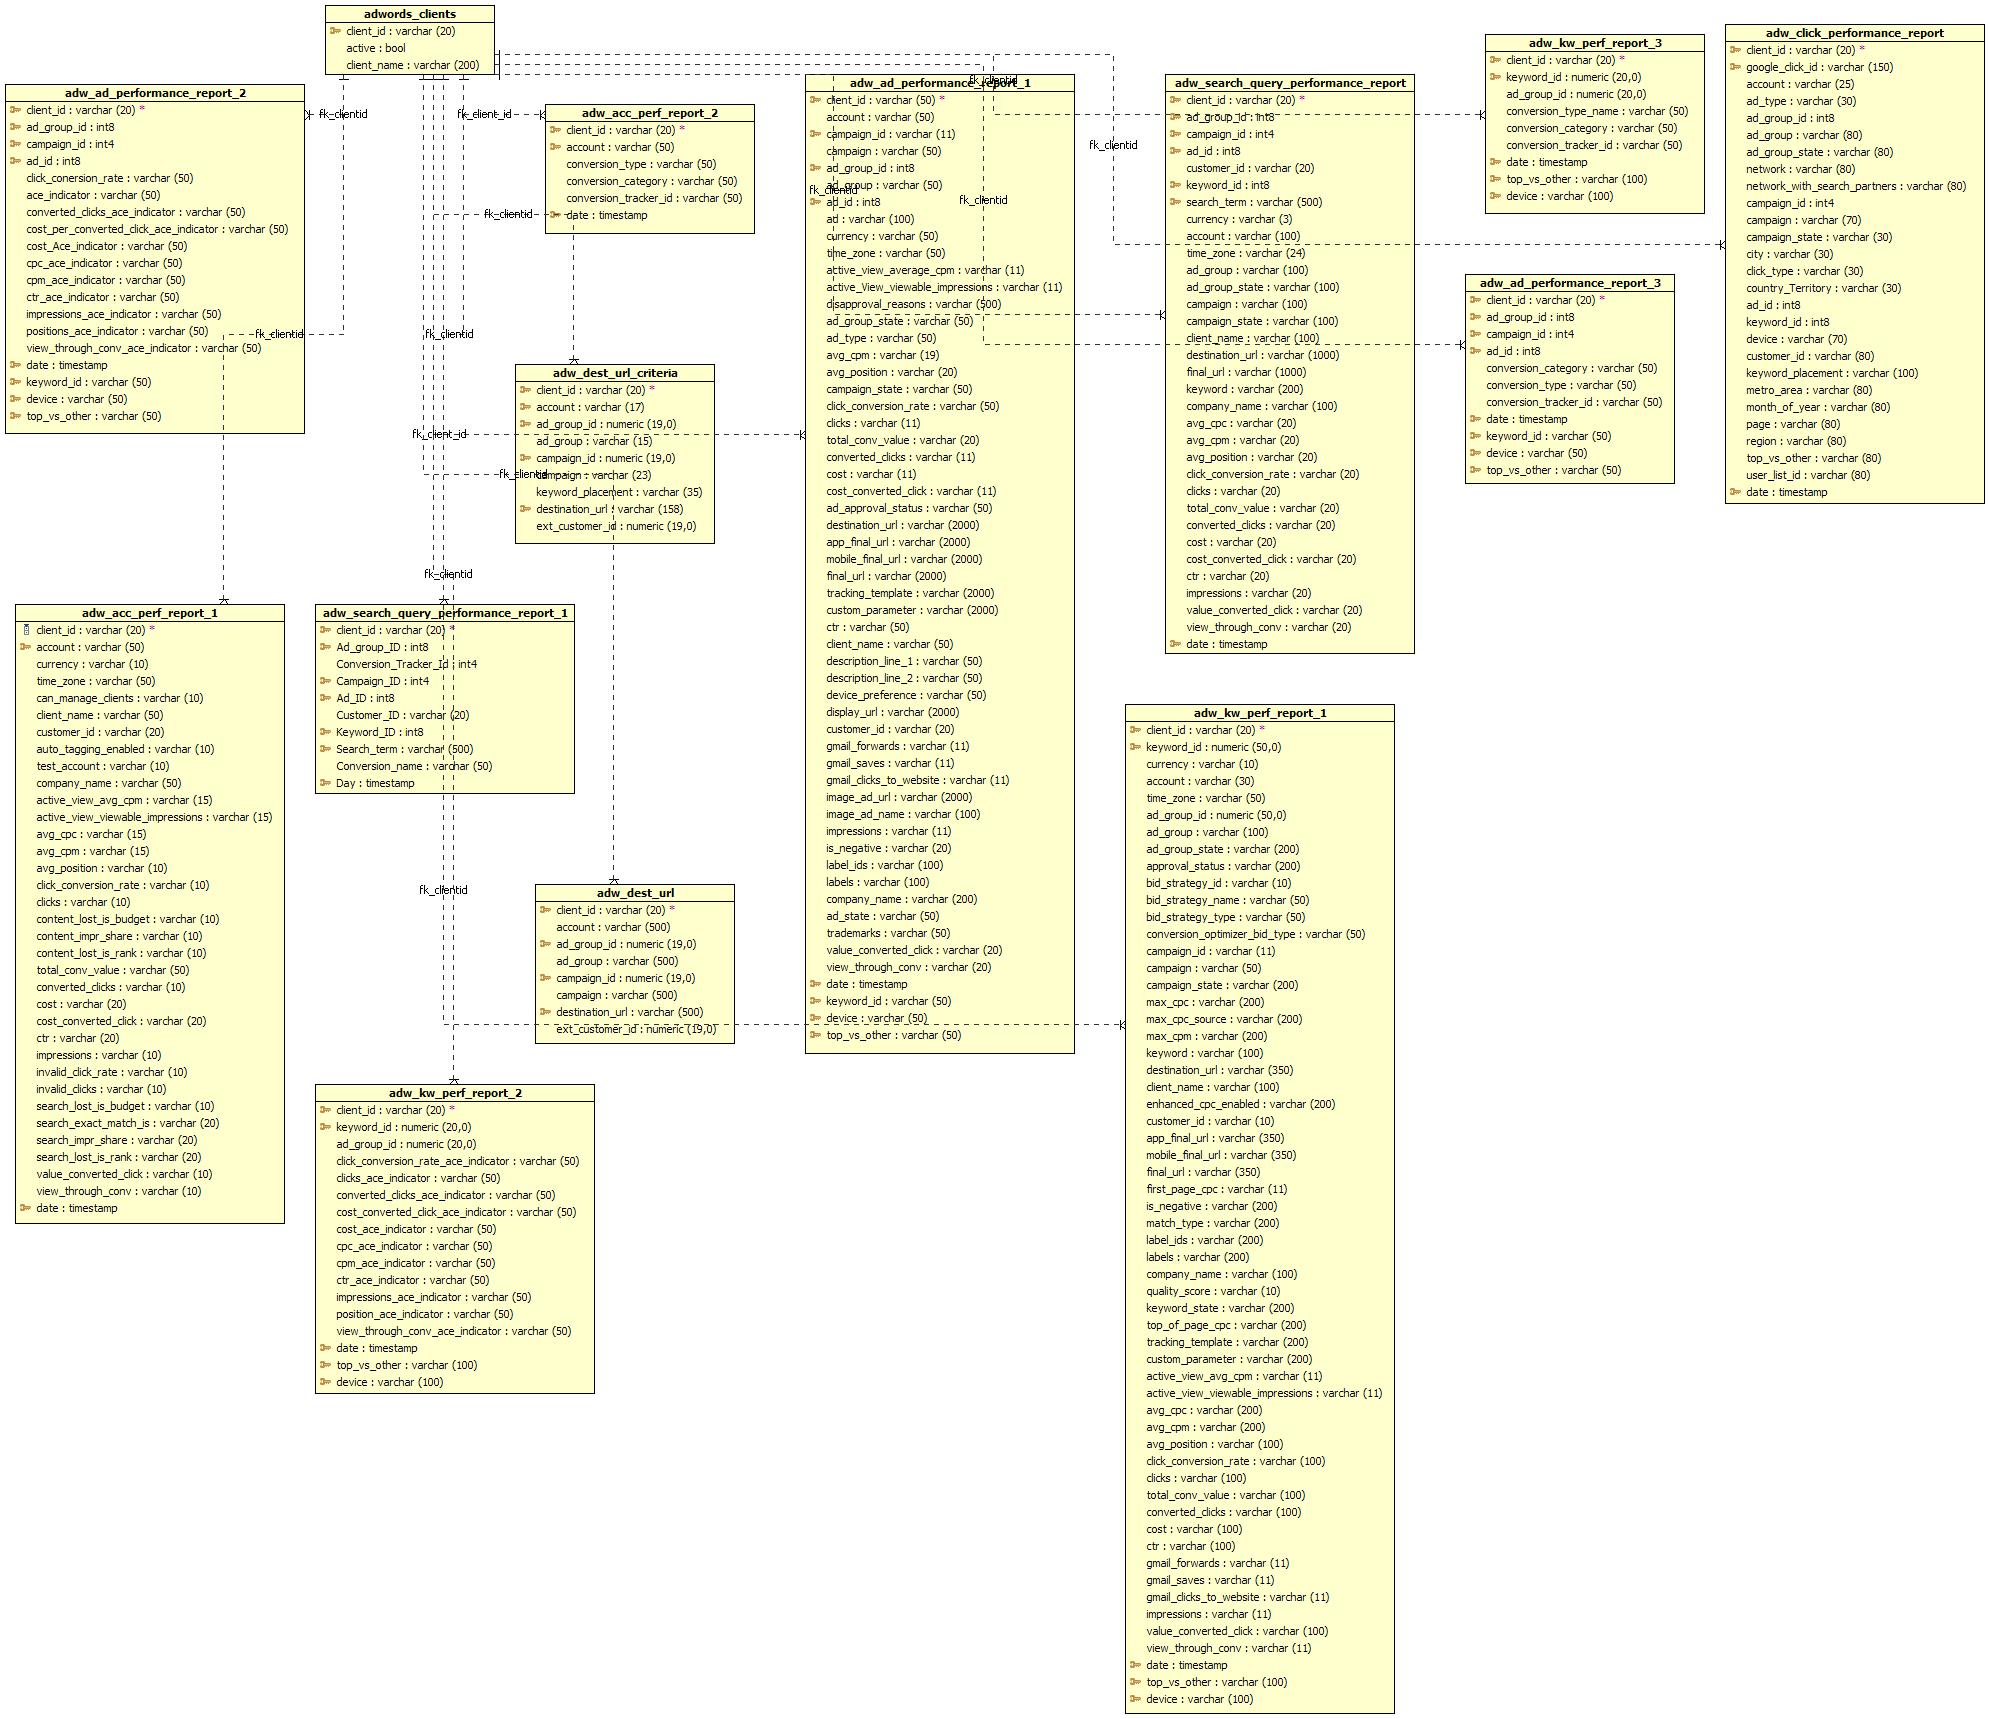 adwords_clients
client_id : varchar (20)
active : bool
client_name : varchar (200)
adw_ad_performance_report_2
client_id : varchar (20) *
ad_group_id : int8
campaign_id : int4
ad_id : int8
click_conersion_rate : varchar (50)
ace_indicator : varchar (50)
converted_clicks_ace_indicator : varchar (50)
cost_per_converted_click_ace_indicator : varchar (50)
cost_Ace_indicator : varchar (50)
cpc_ace_indicator : varchar (50)
cpm_ace_indicator : varchar (50)
ctr_ace_indicator : varchar (50)
impressions_ace_indicator : varchar (50)
positions_ace_indicator : varchar (50)
view_through_conv_ace_indicator : varchar (50)
date : timestamp
keyword_id : varchar (50)
device : varchar (50)
top_vs_other : varchar (50)
fk_clientid
fk_client_id
fk_clientid
fk_clientid
fk_clientid
fk_client-id
fk_clientid
fk_clientid
fk_clientid
fk_clientid
fk_clientid
fk_clientid
fk_clientid
adw_acc_perf_report_2
client_id : varchar (20) *
account : varchar (50)
conversion_type : varchar (50)
conversion_category : varchar (50)
conversion_tracker_id : varchar (50)
date : timestamp
adw_dest_url_criteria
client_id : varchar (20) *
account : varchar (17)
ad_group_id : numeric (19,0)
ad_group : varchar (15)
campaign_id : numeric (19,0)
campaign : varchar (23)
keyword_placement : varchar (35)
destination_url : varchar (158)
ext_customer_id : numeric (19,0)
adw_ad_performance_report_1
client_id : varchar (50) *
account : varchar (50)
campaign_id : varchar (11)
campaign : varchar (50)
ad_group_id : int8
ad_group : varchar (50)
ad_id : int8
ad : varchar (100)
currency : varchar (50)
time_zone : varchar (50)
active_view_average_cpm : varchar (11)
active_View_viewable_impressions : varchar (11)
disapproval_reasons : varchar (500)
ad_group_state : varchar (50)
ad_type : varchar (50)
avg_cpm : varchar (19)
avg_position : varchar (20)
campaign_state : varchar (50)
click_conversion_rate : varchar (50)
clicks : varchar (11)
total_conv_value : varchar (20)
converted_clicks : varchar (11)
cost : varchar (11)
cost_converted_click : varchar (11)
ad_approval_status : varchar (50)
destination_url : varchar (2000)
app_final_url : varchar (2000)
mobile_final_url : varchar (2000)
final_url : varchar (2000)
tracking_template : varchar (2000)
custom_parameter : varchar (2000)
ctr : varchar (50)
client_name : varchar (50)
description_line_1 : varchar (50)
description_line_2 : varchar (50)
device_preference : varchar (50)
display_url : varchar (2000)
customer_id : varchar (20)
gmail_forwards : varchar (11)
gmail_saves : varchar (11)
gmail_clicks_to_website : varchar (11)
image_ad_url : varchar (2000)
image_ad_name : varchar (100)
impressions : varchar (11)
is_negative : varchar (20)
label_ids : varchar (100)
labels : varchar (100)
company_name : varchar (200)
ad_state : varchar (50)
trademarks : varchar (50)
value_converted_click : varchar (20)
view_through_conv : varchar (20)
date : timestamp
keyword_id : varchar (50)
device : varchar (50)
top_vs_other : varchar (50)
adw_search_query_performance_report
client_id : varchar (20) *
ad_group_id : int8
campaign_id : int4
ad_id : int8
customer_id : varchar (20)
keyword_id : int8
search_term : varchar (500)
currency : varchar (3)
account : varchar (100)
time_zone : varchar (24)
ad_group : varchar (100)
ad_group_state : varchar (100)
campaign : varchar (100)
campaign_state : varchar (100)
client_name : varchar (100)
destination_url : varchar (1000)
final_url : varchar (1000)
keyword : varchar (200)
company_name : varchar (100)
avg_cpc : varchar (20)
avg_cpm : varchar (20)
avg_position : varchar (20)
click_conversion_rate : varchar (20)
clicks : varchar (20)
total_conv_value : varchar (20)
converted_clicks : varchar (20)
cost : varchar (20)
cost_converted_click : varchar (20)
ctr : varchar (20)
impressions : varchar (20)
value_converted_click : varchar (20)
view_through_conv : varchar (20)
date : timestamp
adw_kw_perf_report_3
client_id : varchar (20) *
keyword_id : numeric (20,0)
ad_group_id : numeric (20,0)
conversion_type_name : varchar (50)
conversion_category : varchar (50)
conversion_tracker_id : varchar (50)
date : timestamp
top_vs_other : varchar (100)
device : varchar (100)
adw_ad_performance_report_3
client_id : varchar (20) *
ad_group_id : int8
campaign_id : int4
ad_id : int8
conversion_category : varchar (50)
conversion_type : varchar (50)
conversion_tracker_id : varchar (50)
date : timestamp
keyword_id : varchar (50)
device : varchar (50)
top_vs_other : varchar (50)
adw_click_performance_report
client_id : varchar (20) *
google_click_id : varchar (150)
account : varchar (25)
ad_type : varchar (30)
ad_group_id : int8
ad_group : varchar (80)
ad_group_state : varchar (80)
network : varchar (80)
network_with_search_partners : varchar (80)
campaign_id : int4
campaign : varchar (70)
campaign_state : varchar (30)
city : varchar (30)
click_type : varchar (30)
country_Territory : varchar (30)
ad_id : int8
keyword_id : int8
device : varchar (70)
customer_id : varchar (80)
keyword_placement : varchar (100)
metro_area : varchar (80)
month_of_year : varchar (80)
page : varchar (80)
region : varchar (80)
top_vs_other : varchar (80)
user_list_id : varchar (80)
date : timestamp
adw_acc_perf_report_1
client_id : varchar (20) *
account : varchar (50)
currency : varchar (10)
time_zone : varchar (50)
can_manage_clients : varchar (10)
client_name : varchar (50)
customer_id : varchar (20)
auto_tagging_enabled : varchar (10)
test_account : varchar (10)
company_name : varchar (50)
active_view_avg_cpm : varchar (15)
active_view_viewable_impressions : varchar (15)
avg_cpc : varchar (15)
avg_cpm : varchar (15)
avg_position : varchar (10)
click_conversion_rate : varchar (10)
clicks : varchar (10)
content_lost_is_budget : varchar (10)
content_impr_share : varchar (10)
content_lost_is_rank : varchar (10)
total_conv_value : varchar (50)
converted_clicks : varchar (10)
cost : varchar (20)
cost_converted_click : varchar (20)
ctr : varchar (20)
impressions : varchar (10)
invalid_click_rate : varchar (10)
invalid_clicks : varchar (10)
search_lost_is_budget : varchar (10)
search_exact_match_is : varchar (20)
search_impr_share : varchar (20)
search_lost_is_rank : varchar (20)
value_converted_click : varchar (10)
view_through_conv : varchar (10)
date : timestamp
adw_search_query_performance_report_1
client_id : varchar (20) *
Ad_group_ID : int8
Conversion_Tracker_Id : int4
Campaign_ID : int4
Ad_ID : int8
Customer_ID : varchar (20)
Keyword_ID : int8
Search_term : varchar (500)
Conversion_name : varchar (50)
Day : timestamp
adw_dest_url
client_id : varchar (20) *
account : varchar (500)
ad_group_id : numeric (19,0)
ad_group : varchar (500)
campaign_id : numeric (19,0)
campaign : varchar (500)
destination_url : varchar (500)
ext_customer_id : numeric (19,0)
adw_kw_perf_report_2
client_id : varchar (20) *
keyword_id : numeric (20,0)
ad_group_id : numeric (20,0)
click_conversion_rate_ace_indicator : varchar (50)
clicks_ace_indicator : varchar (50)
converted_clicks_ace_indicator : varchar (50)
cost_converted_click_ace_indicator : varchar (50)
cost_ace_indicator : varchar (50)
cpc_ace_indicator : varchar (50)
cpm_ace_indicator : varchar (50)
ctr_ace_indicator : varchar (50)
impressions_ace_indicator : varchar (50)
position_ace_indicator : varchar (50)
view_through_conv_ace_indicator : varchar (50)
date : timestamp
top_vs_other : varchar (100)
device : varchar (100)
adw_kw_perf_report_1
client_id : varchar (20) *
keyword_id : numeric (50,0)
currency : varchar (10)
account : varchar (30)
time_zone : varchar (50)
ad_group_id : numeric (50,0)
ad_group : varchar (100)
ad_group_state : varchar (200)
approval_status : varchar (200)
bid_strategy_id : varchar (10)
bid_strategy_name : varchar (50)
bid_strategy_type : varchar (50)
conversion_optimizer_bid_type : varchar (50)
campaign_id : varchar (11)
campaign : varchar (50)
campaign_state : varchar (200)
max_cpc : varchar (200)
max_cpc_source : varchar (200)
max_cpm : varchar (200)
keyword : varchar (100)
destination_url : varchar (350)
client_name : varchar (100)
enhanced_cpc_enabled : varchar (200)
customer_id : varchar (10)
app_final_url : varchar (350)
mobile_final_url : varchar (350)
final_url : varchar (350)
first_page_cpc : varchar (11)
is_negative : varchar (200)
match_type : varchar (200)
label_ids : varchar (200)
labels : varchar (200)
company_name : varchar (100)
quality_score : varchar (10)
keyword_state : varchar (200)
top_of_page_cpc : varchar (200)
tracking_template : varchar (200)
custom_parameter : varchar (200)
active_view_avg_cpm : varchar (11)
active_view_viewable_impressions : varchar (11)
avg_cpc : varchar (200)
avg_cpm : varchar (200)
avg_position : varchar (100)
click_conversion_rate : varchar (100)
clicks : varchar (100)
total_conv_value : varchar (100)
converted_clicks : varchar (100)
cost : varchar (100)
ctr : varchar (100)
gmail_forwards : varchar (11)
gmail_saves : varchar (11)
gmail_clicks_to_website : varchar (11)
impressions : varchar (11)
value_converted_click : varchar (100)
view_through_conv : varchar (11)
date : timestamp
top_vs_other : varchar (100)
device : varchar (100)